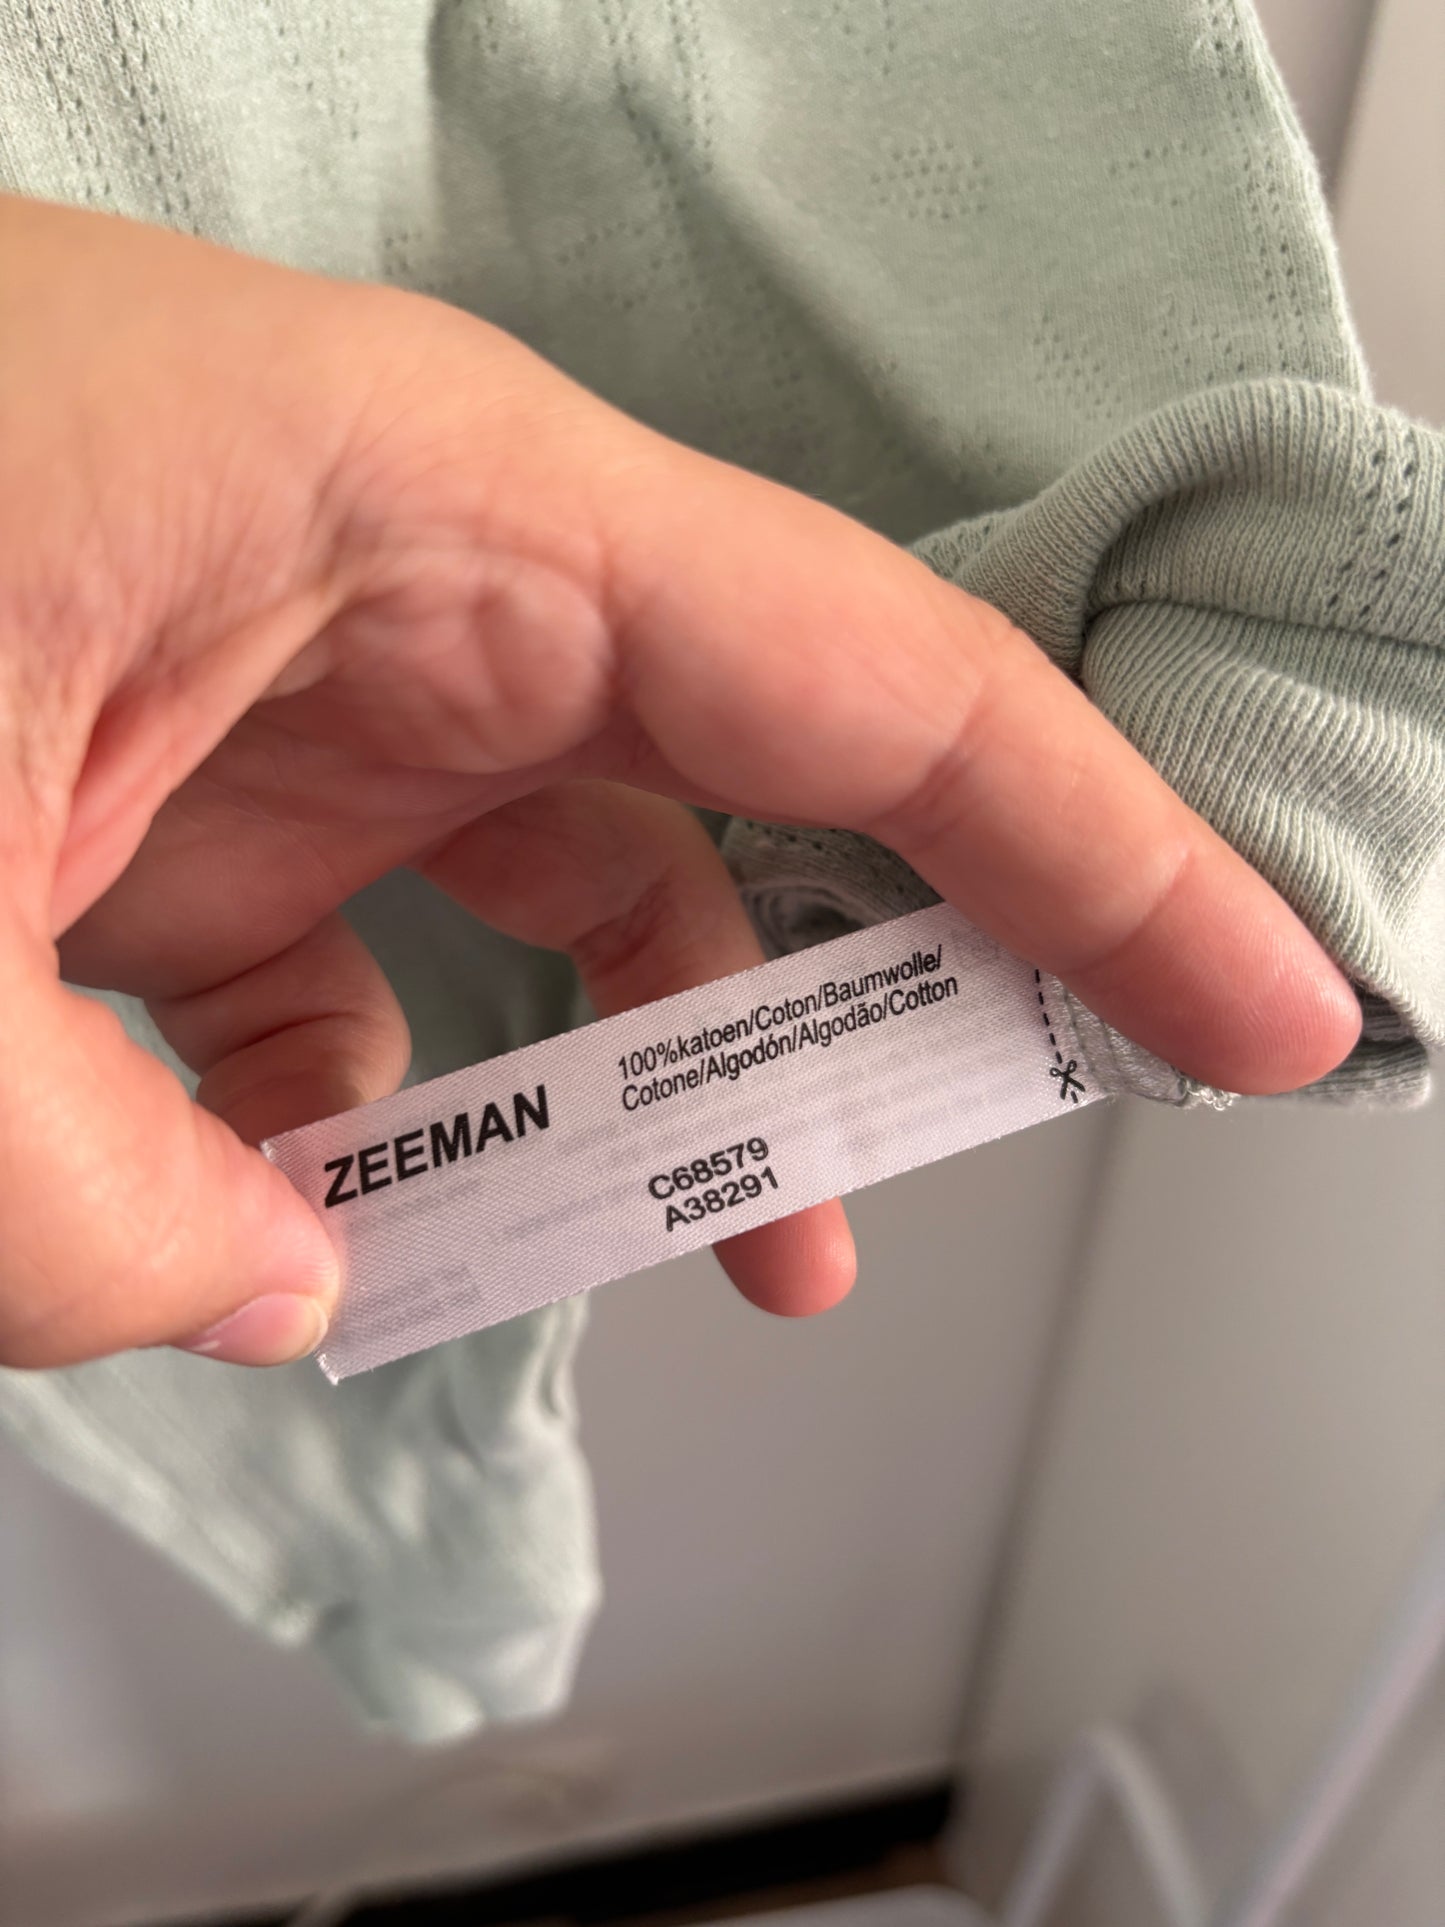 ZEEMAN
100%katoen/Coton/Baumwolle/
Cotone/Algodón/Algodão/Cotton
C68579
A38291